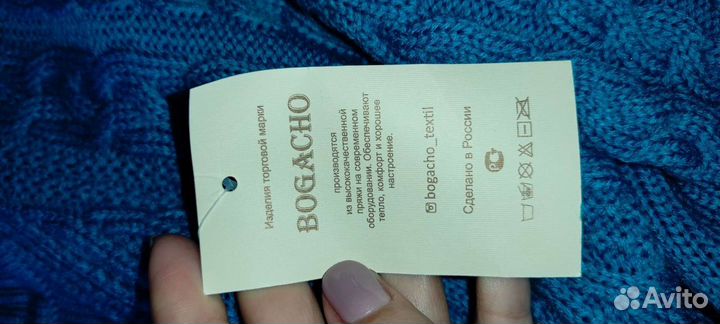 Изделия торговой марки
BOGACHO
производятся
из высококачественной
пряжи на современном
оборудовании. Обеспечивают
тепло, комфорт и хорошее
настроение.
bogacho_textil
Сделано в России
Avito